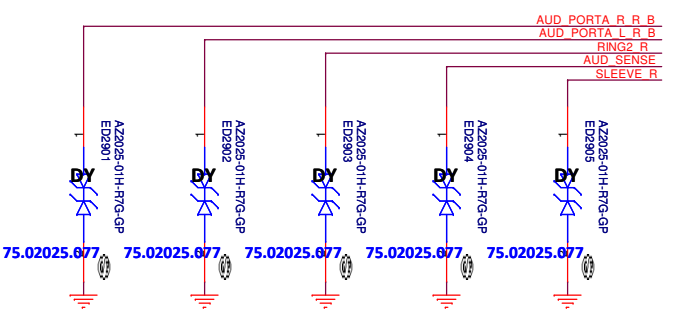 AUD_PORTA_R_R_B
AUD_PORTA_L_R_B
RING2_R
AUD_SENSE
SLEEVE_R
1
AZ2025-01H-R7G-GP
ED2901
DY
75.02025.077
1
AZ2025-01H-R7G-GP
ED2902
DY
75.02025.077
1
AZ2025-01H-R7G-GP
ED2903
DY
75.02025.077
1
AZ2025-01H-R7G-GP
ED2904
DY
75.02025.077
1
AZ2025-01H-R7G-GP
ED2905
DY
75.02025.077